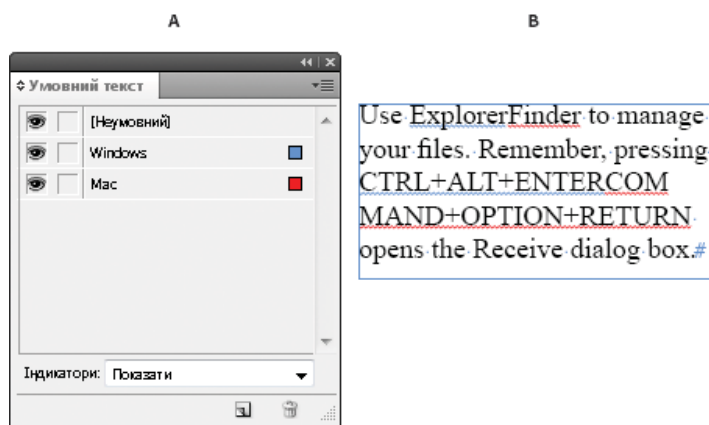 A
B
Умовний текст
[Неумовний]
Windows
Mac
Індикатори: Показати
Use ExplorerFinder to manage
your files. Remember, pressing
CTRL+ALT+ENTERCOM
MAND+OPTION+RETURN
opens the Receive dialog box.#